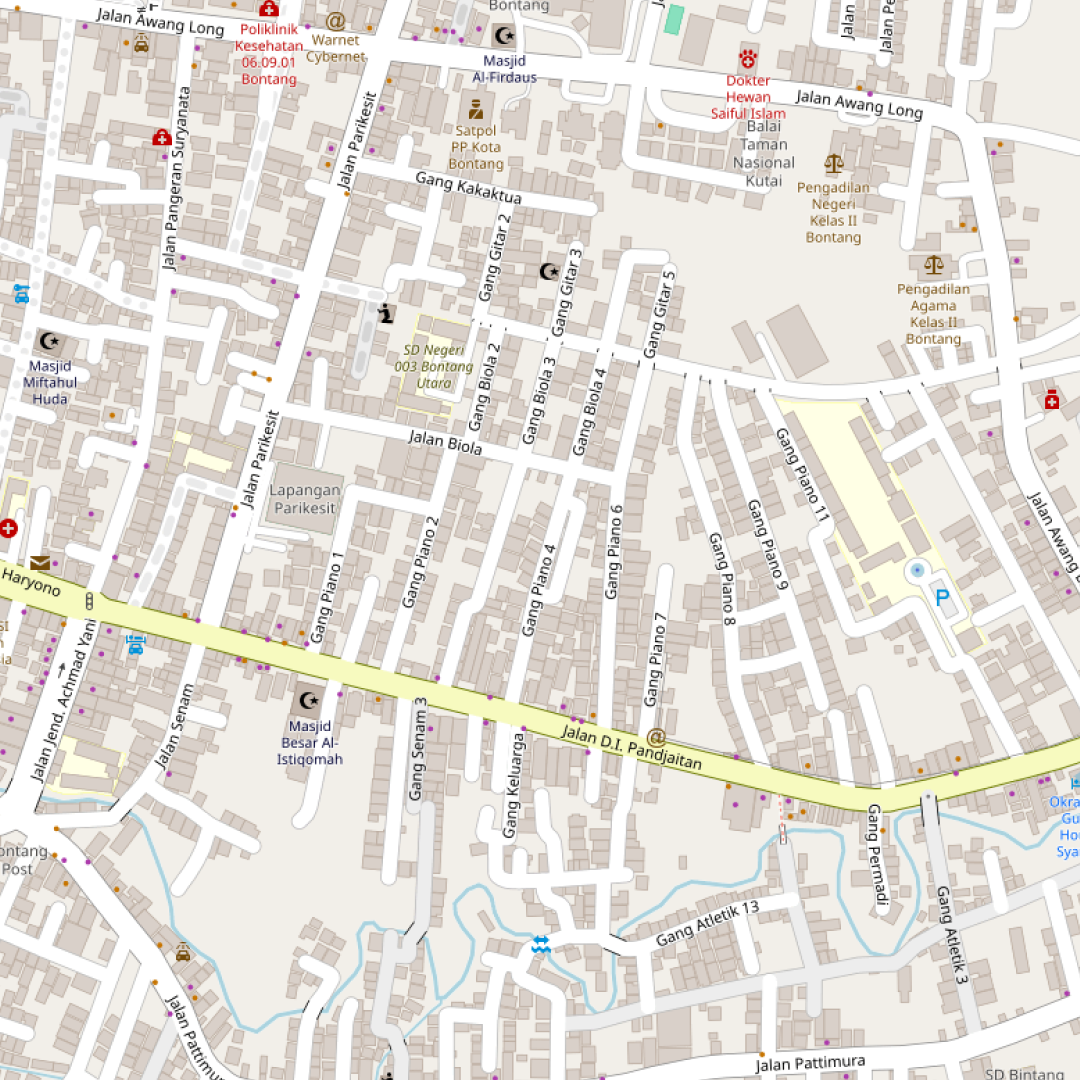 Bontang
Jalan Awang Long
Poliklinik
Kesehatan
06.09.01
Bontang
@
Warnet
Cybernet
Masjid
Al-Firdaus
Dokter
Hewan
Saiful Islam
Jalan Awang Long
Satpol
PP Kota
Bontang
Balai
Taman
Nasional
Kutai
Jalan Parikesit
Jalan Pangeran Suryanata
Gang Kakaktua
Pengadilan
Negeri
Kelas II
Bontang
Gang Gitar 2
Gang Gitar 3
Gang Gitar 5
Pengadilan
Agama
Kelas II
Bontang
Masjid
Miftahul
Huda
SD Negeri
003 Bontang
Utara
Gang Biola 2
Gang Biola 3
Gang Biola 4
Jalan Biola
Jalan Parikesit
Lapangan
Parikesit
Gang Piano 11
Gang Piano 9
Gang Piano 8
Gang Piano 6
Gang Piano 4
Gang Piano 2
Gang Piano 1
Gang Piano 7
Jalan Awang
P
Haryono
Jalan Jend. Achmad Yani
Jalan Senam
Masjid
Besar Al-
Istiqomah
Gang Senam 3
Gang Keluarga
@
Jalan D.I. Pandjaitan
Gang Permadi
Gang Atletik 3
Gang Atletik 13
Okra
Gu
Ho
Sya
ontang
Post
Jalan Pattimur
Jalan Pattimura
SD Bintang